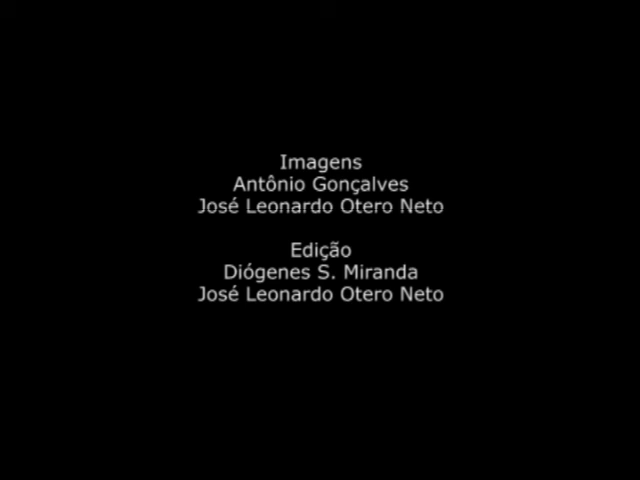 Imagens
Antônio Gonçalves
José Leonardo Otero Neto
Edição
Diógenes S. Miranda
José Leonardo Otero Neto